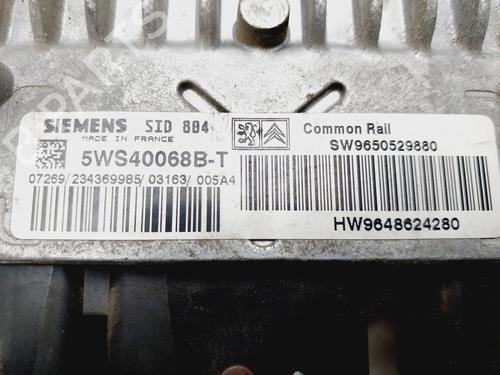 SIEMENS SID 804
MADE IN FRANCE
5WS40068B-T
07269/234369985/03163/005A4
Common Rail
SW9650529880
HW9648624280